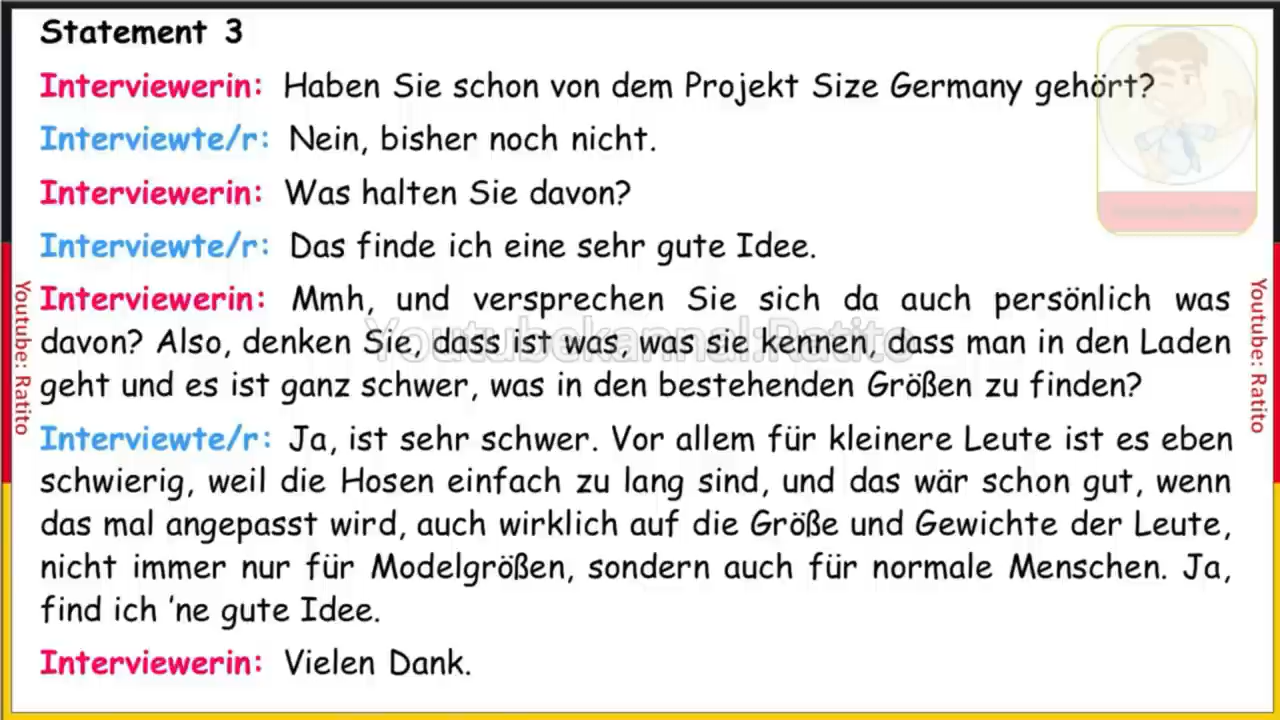 Statement 3
Interviewerin: Haben Sie schon von dem Projekt Size Germany gehört?
Interviewte/r: Nein, bisher noch nicht.
Interviewerin: Was halten Sie davon?
Interviewte/r: Das finde ich eine sehr gute Idee.
Interviewerin: Mmh, und versprechen Sie sich da auch persönlich was
davon? Also, denken Sie, dass ist was, was sie kennen, dass man in den Laden
geht und es ist ganz schwer, was in den bestehenden Größen zu finden?
Interviewte/r: Ja, ist sehr schwer. Vor allem für kleinere Leute ist es eben
schwierig, weil die Hosen einfach zu lang sind, und das wär schon gut, wenn
das mal angepasst wird, auch wirklich auf die Größe und Gewichte der Leute,
nicht immer nur für Modelgrößen, sondern auch für normale Menschen. Ja,
find ich ’ne gute Idee.
Interviewerin: Vielen Dank.
Youtube: Ratito
Youtube: Ratito
Youtubekannal:Ratito